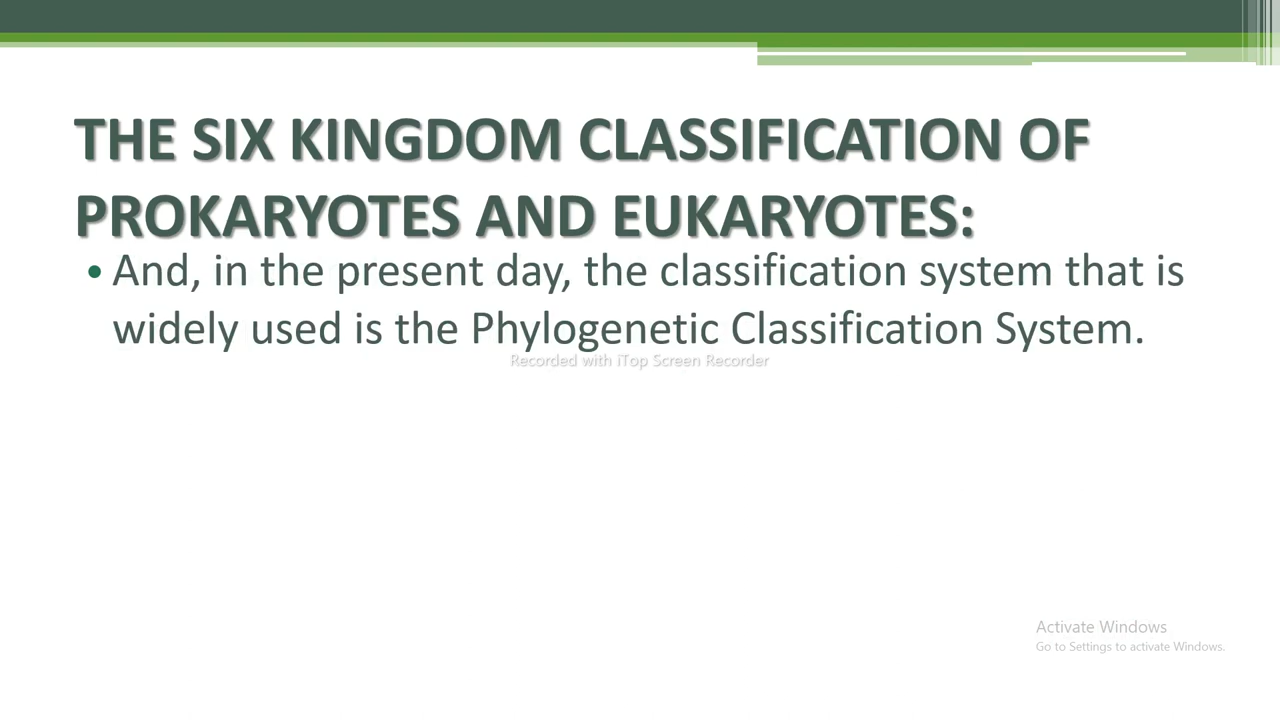 THE SIX KINGDOM CLASSIFICATION OF
PROKARYOTES AND EUKARYOTES:
• And, in the present day, the classification system that is
widely used is the Phylogenetic Classification System.
Recorded with iTop Screen Recorder
Activate Windows
Go to Settings to activate Windows.